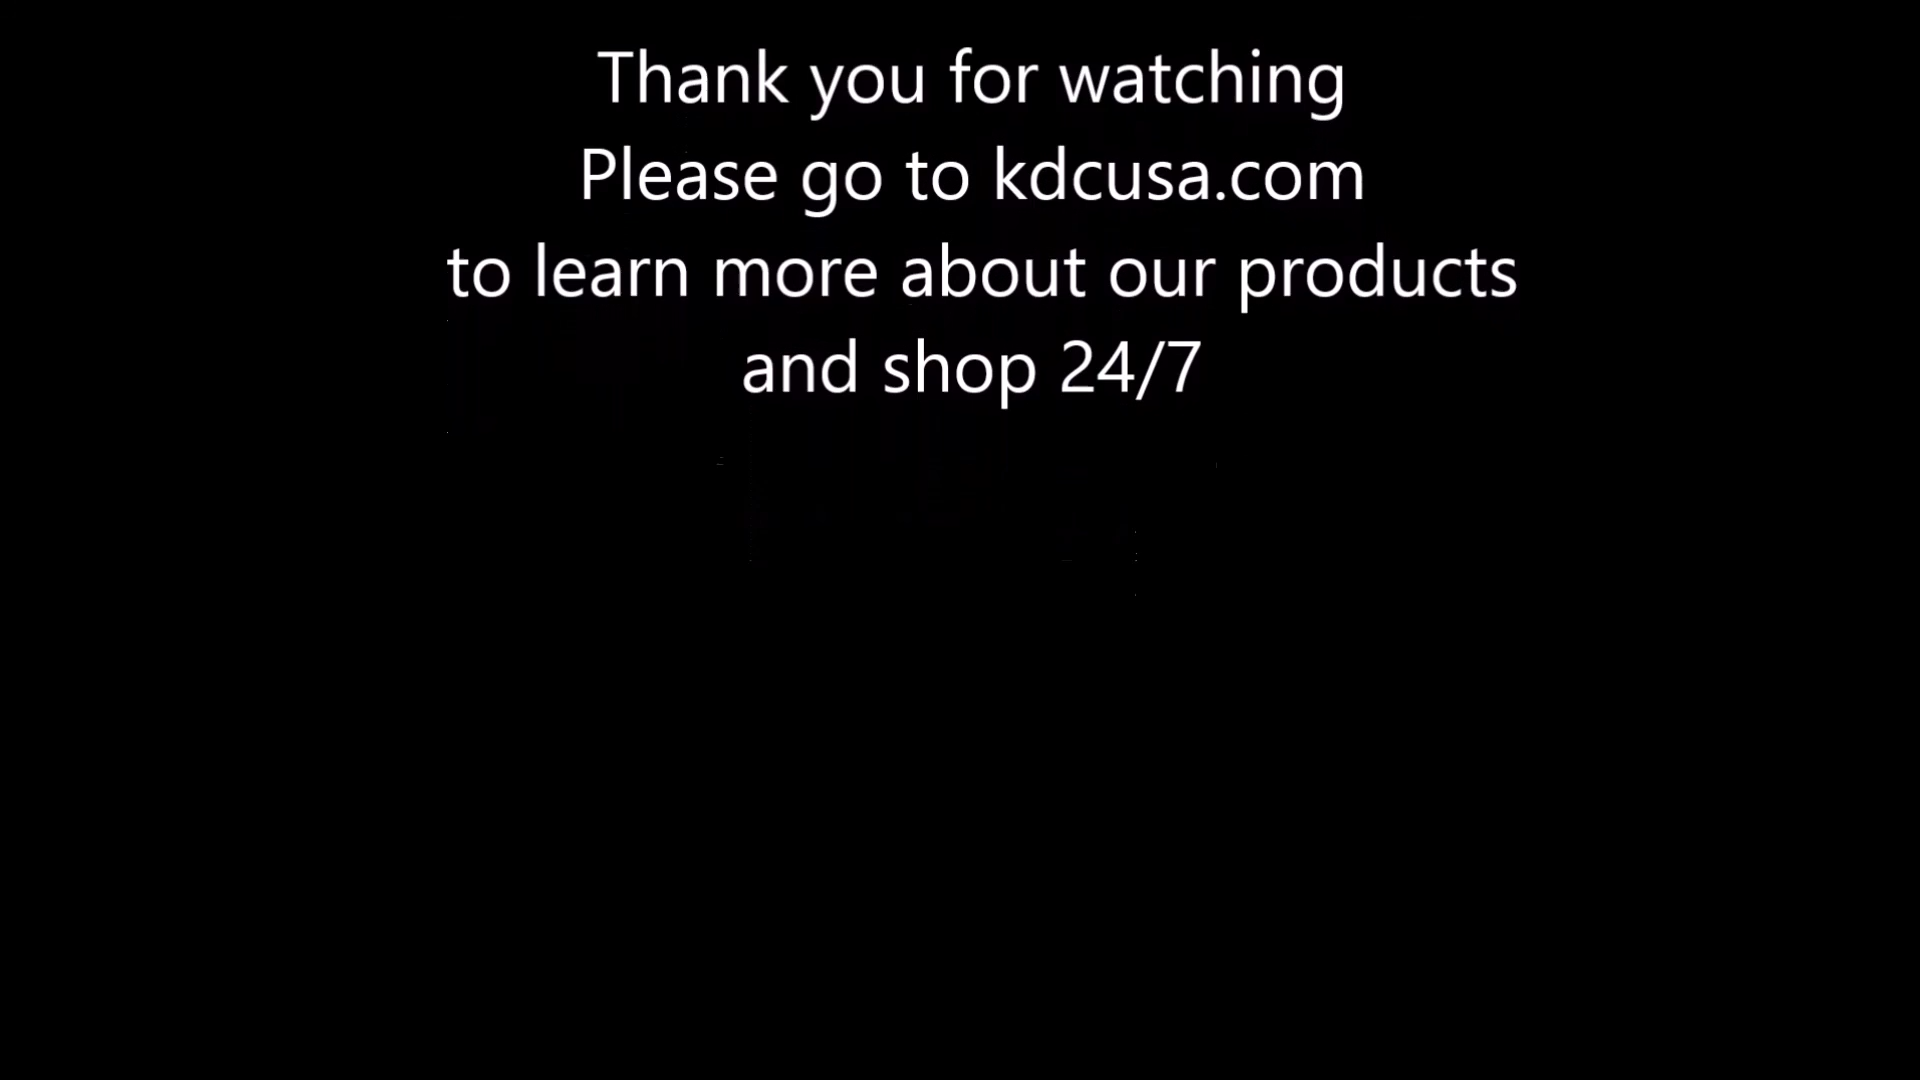 Thank you for watching
Please go to kdcusa.com
to learn more about our products
and shop 24/7